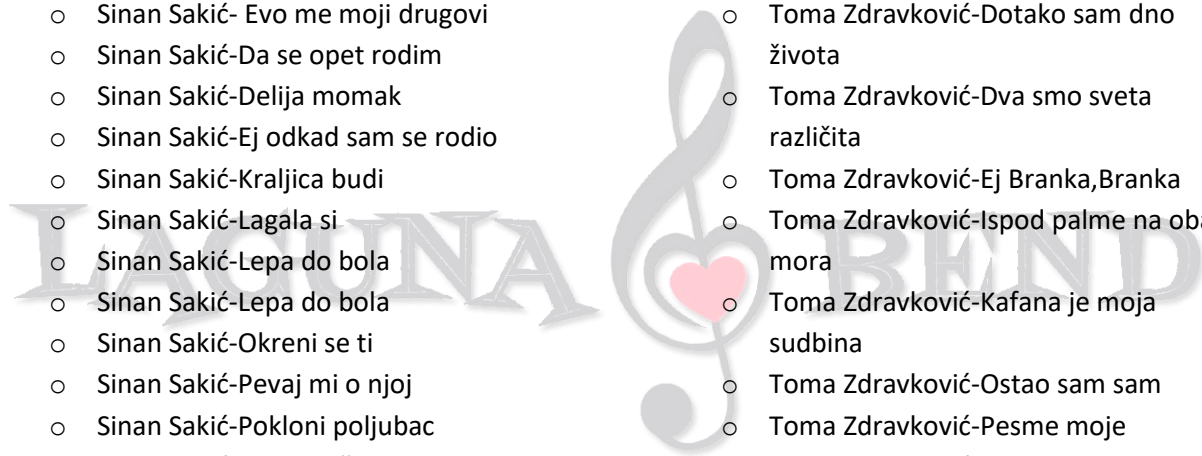 Sinan Sakić- Evo me moji drugovi
Sinan Sakić-Da se opet rodim
Sinan Sakić-Delija momak
Sinan Sakić-Ej odkad sam se rodio
Sinan Sakić-Kraljica budi
Sinan Sakić-Lagala si
Sinan Sakić-Lepa do bola
Sinan Sakić-Lepa do bola
Sinan Sakić-Okreni se ti
Sinan Sakić-Pevaj mi o njoj
Sinan Sakić-Pokloni poljubac
Toma Zdravković-Dotako sam dno
života
Toma Zdravković-Dva smo sveta
različita
Toma Zdravković-Ej Branka,Branka
Toma Zdravković-Ispod palme na oba
mora
Toma Zdravković-Kafana je moja
sudbina
Toma Zdravković-Ostao sam sam
Toma Zdravković-Pesme moje
LAGUNA BEND